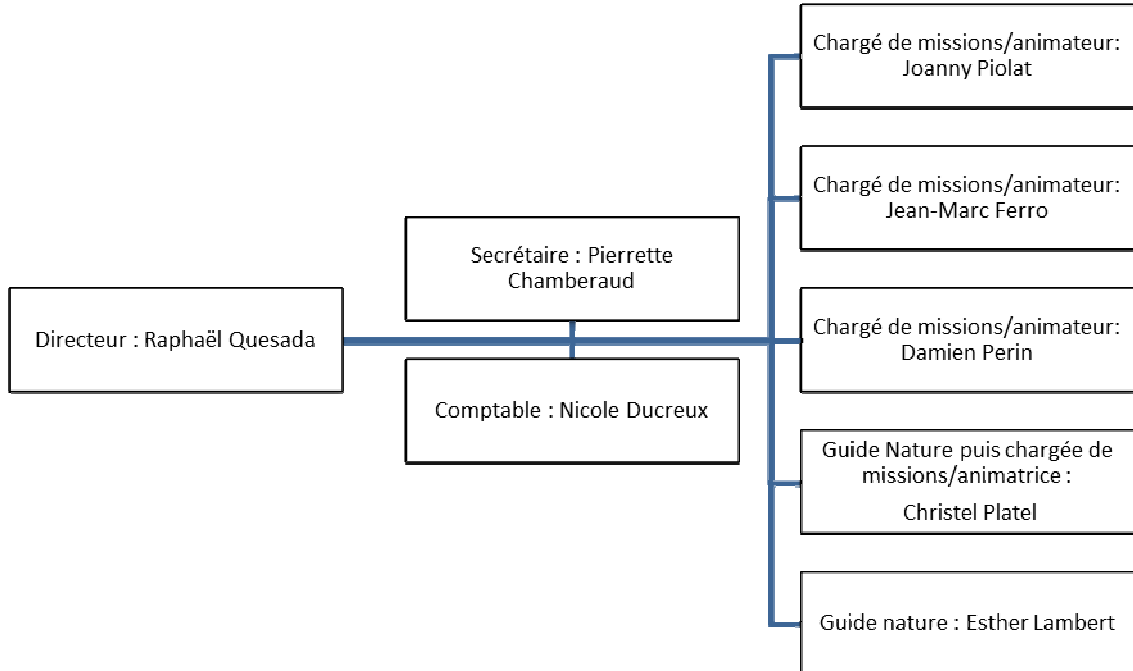 Directeur : Raphaël Quesada
Secrétaire : Pierrette
Chamberaud
Comptable : Nicole Ducreux
Chargé de missions/animateur:
Joanny Piolat
Chargé de missions/animateur:
Jean-Marc Ferro
Chargé de missions/animateur:
Damien Perin
Guide Nature puis chargée de
missions/animatrice :
Christel Platel
Guide nature : Esther Lambert